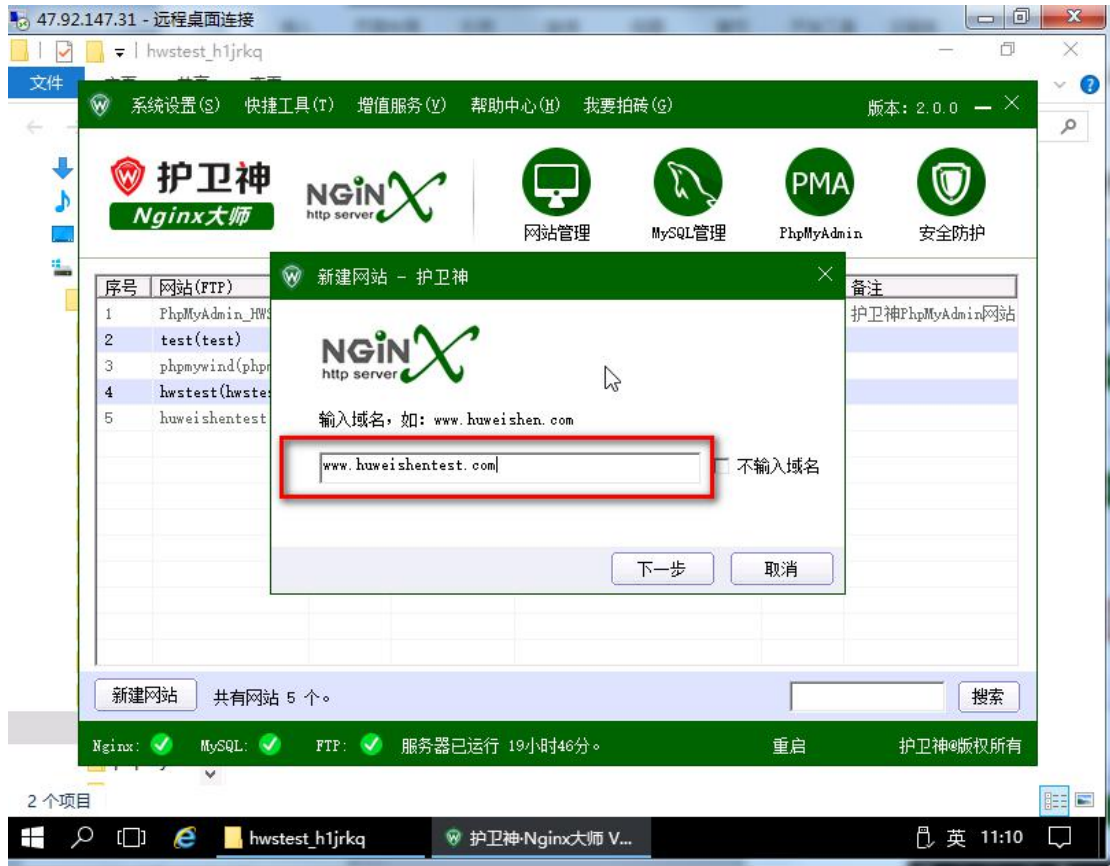 47.92.147.31 - 远程桌面连接
hwstest_h1jrkq
文件
系统设置(S) 快捷工具(T) 增值服务(V) 帮助中心(H) 我要拍砖(G) 版本: 2.0.0
护卫神
Nginx大师
NGiNX
http server
PMA
网站管理 MySQL管理 PhpMyAdmin 安全防护
新建网站 - 护卫神
序号 网站(FTP) 备注
1 PhpMyAdmin_HWS 护卫神PhpMyAdmin网站
2 test(test)
3 phpmywind(phpm
4 hwstest(hwstes
5 huweishentest
NGiNX
http server
输入域名，如: www.huweishen.com
www.huweishentest.com 不输入域名
下一步 取消
新建网站 共有网站 5 个。 搜索
Nginx: MySQL: FTP: 服务器已运行 19小时46分。 重启 护卫神@版权所有
2 个项目
hwstest_h1jrkq 护卫神·Nginx大师 V... 英 11:10